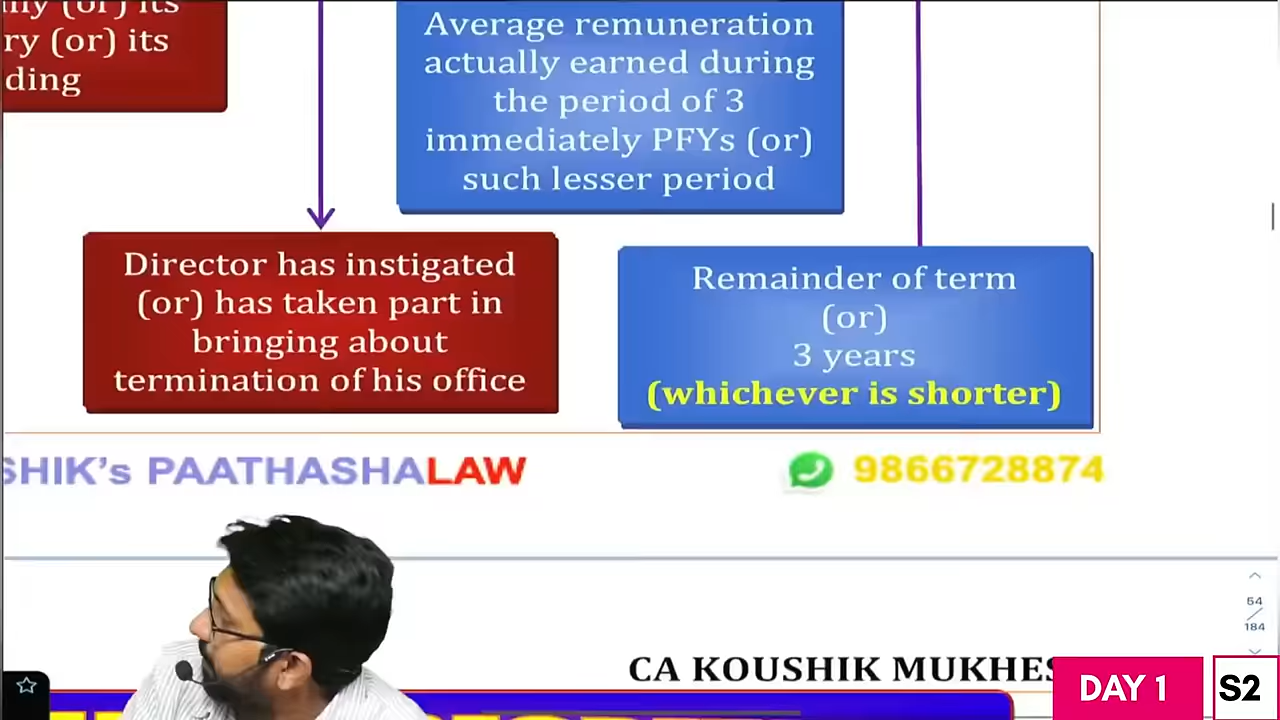 ry (or) its
ding
Average remuneration
actually earned during
the period of 3
immediately PFYs (or)
such lesser period
Director has instigated
(or) has taken part in
bringing about
termination of his office
Remainder of term
(or)
3 years
(whichever is shorter)
SHIK's PAATHASHALAW
9866728874
54
184
CA KOUSHIK MUKHES
DAY 1
S2